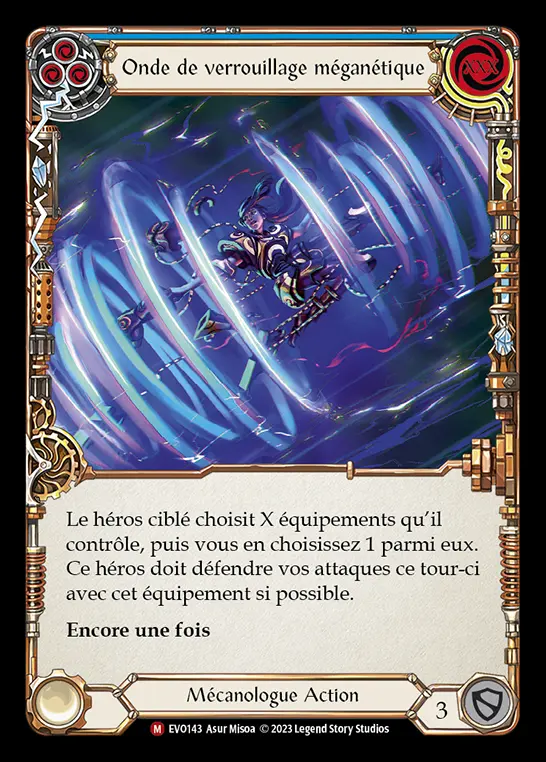 XXX
Onde de verrouillage méganétique
Le héros ciblé choisit X équipements qu'il
contrôle, puis vous en choisissez 1 parmi eux.
Ce héros doit défendre vos attaques ce tour-ci
avec cet équipement si possible.
Encore une fois
Mécanologue Action
3
M EVO143 Asur Misoa © 2023 Legend Story Studios